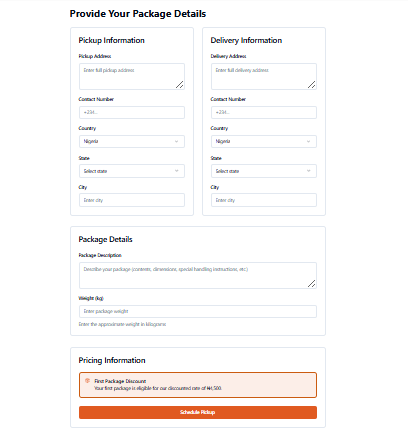 Provide Your Package Details
Pickup Information
Pickup Address
Enter full pickup address
Contact Number
+234...
Country
Nigeria
State
Select state
City
Enter city
Delivery Information
Delivery Address
Enter full delivery address
Contact Number
+234...
Country
Nigeria
State
Select state
City
Enter city
Package Details
Package Description
Describe your package (contents, dimensions, special handling instructions, etc)
Weight (kg)
Enter package weight
Enter the approximate weight in kilograms
Pricing Information
First Package Discount
Your first package is eligible for our discounted rate of ₦1,500.
Schedule Pickup